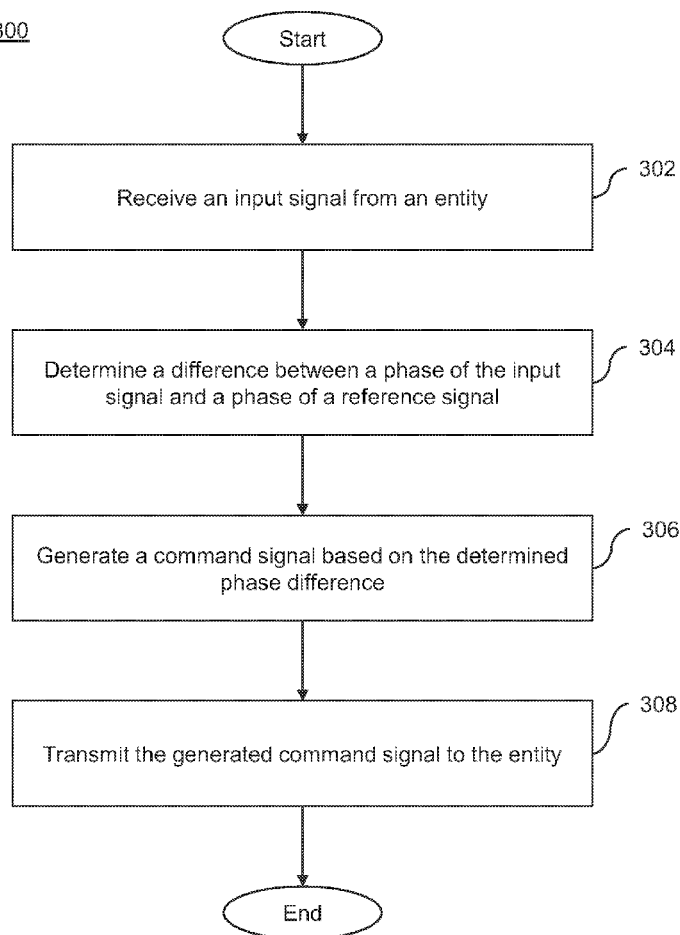 300
Start
Receive an input signal from an entity
302
Determine a difference between a phase of the input
signal and a phase of a reference signal
304
Generate a command signal based on the determined
phase difference
306
Transmit the generated command signal to the entity
308
End